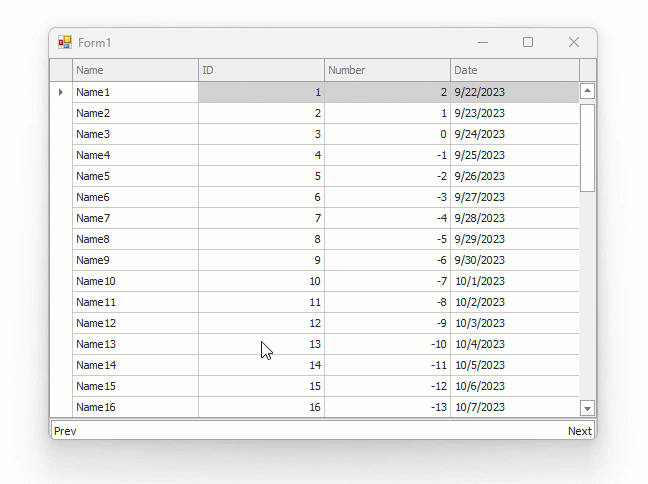 Form1
Name ID Number Date
Name1 1 2 9/22/2023
Name2 2 1 9/23/2023
Name3 3 0 9/24/2023
Name4 4 -1 9/25/2023
Name5 5 -2 9/26/2023
Name6 6 -3 9/27/2023
Name7 7 -4 9/28/2023
Name8 8 -5 9/29/2023
Name9 9 -6 9/30/2023
Name10 10 -7 10/1/2023
Name11 11 -8 10/2/2023
Name12 12 -9 10/3/2023
Name13 13 -10 10/4/2023
Name14 14 -11 10/5/2023
Name15 15 -12 10/6/2023
Name16 16 -13 10/7/2023
Prev Next